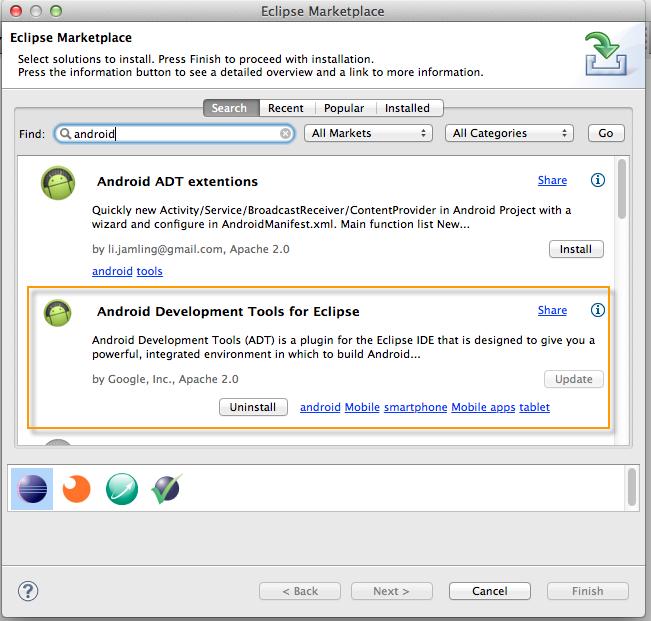 Eclipse Marketplace
Eclipse Marketplace
Select solutions to install. Press Finish to proceed with installation.
Press the information button to see a detailed overview and a link to more information.
Search Recent Popular Installed
Find: android All Markets All Categories Go
Android ADT extentions Share
Quickly new Activity/Service/BroadcastReceiver/ContentProvider in Android Project with a
wizard and configure in AndroidManifest.xml. Main function list New...
by li.jamling@gmail.com, Apache 2.0 Install
android tools
Android Development Tools for Eclipse Share
Android Development Tools (ADT) is a plugin for the Eclipse IDE that is designed to give you a
powerful, integrated environment in which to build Android...
by Google, Inc., Apache 2.0 Update
Uninstall android Mobile smartphone Mobile apps tablet
? < Back Next > Cancel Finish